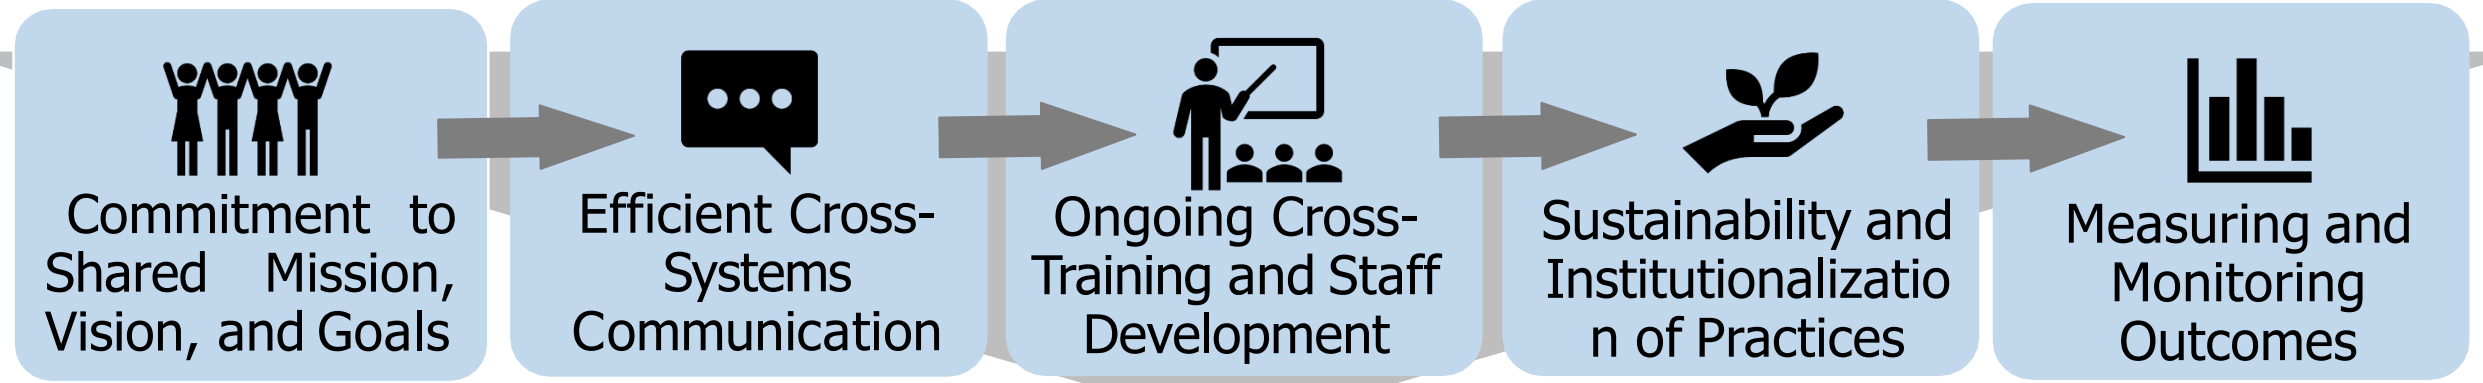 Commitment to
Shared Mission,
Vision, and Goals
Efficient Cross-
Systems
Communication
Ongoing Cross-
Training and Staff
Development
Sustainability and
Institutionalizatio
n of Practices
Measuring and
Monitoring
Outcomes